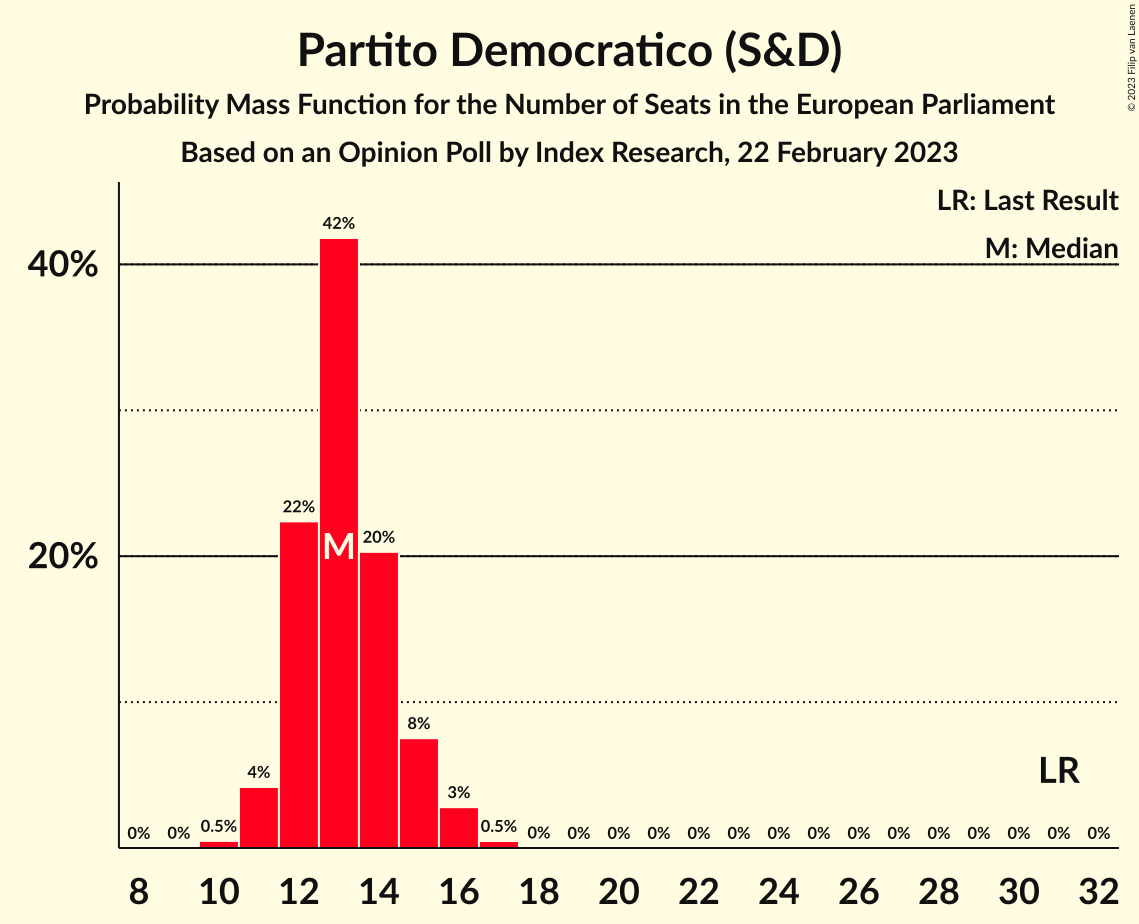 Partito Democratico (S&D)
Probability Mass Function for the Number of Seats in the European Parliament
Based on an Opinion Poll by Index Research, 22 February 2023
© 2023 Filip van Laenen
LR: Last Result
M: Median
40%
20%
0% 0% 0.5% 4% 22% 42% 20% 8% 3% 0.5% 0% 0% 0% 0% 0% 0% 0% 0% 0% 0% 0% 0% 0% 0% 0%
M
LR
8 10 12 14 16 18 20 22 24 26 28 30 32